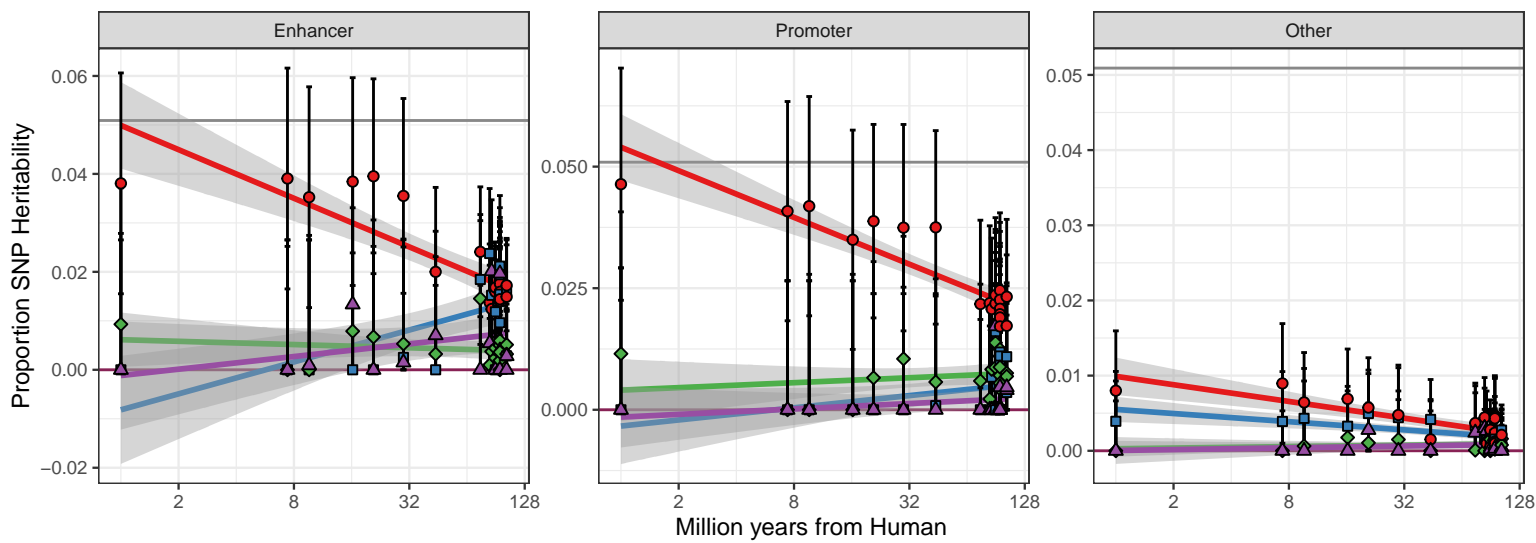 Enhancer
Promoter
Other
Proportion SNP Heritability
0.06
0.04
0.02
0.00
−0.02
0.050
0.025
0.000
0.05
0.04
0.03
0.02
0.01
0.00
2 8 32 128
2 8 32 128
2 8 32 128
Million years from Human